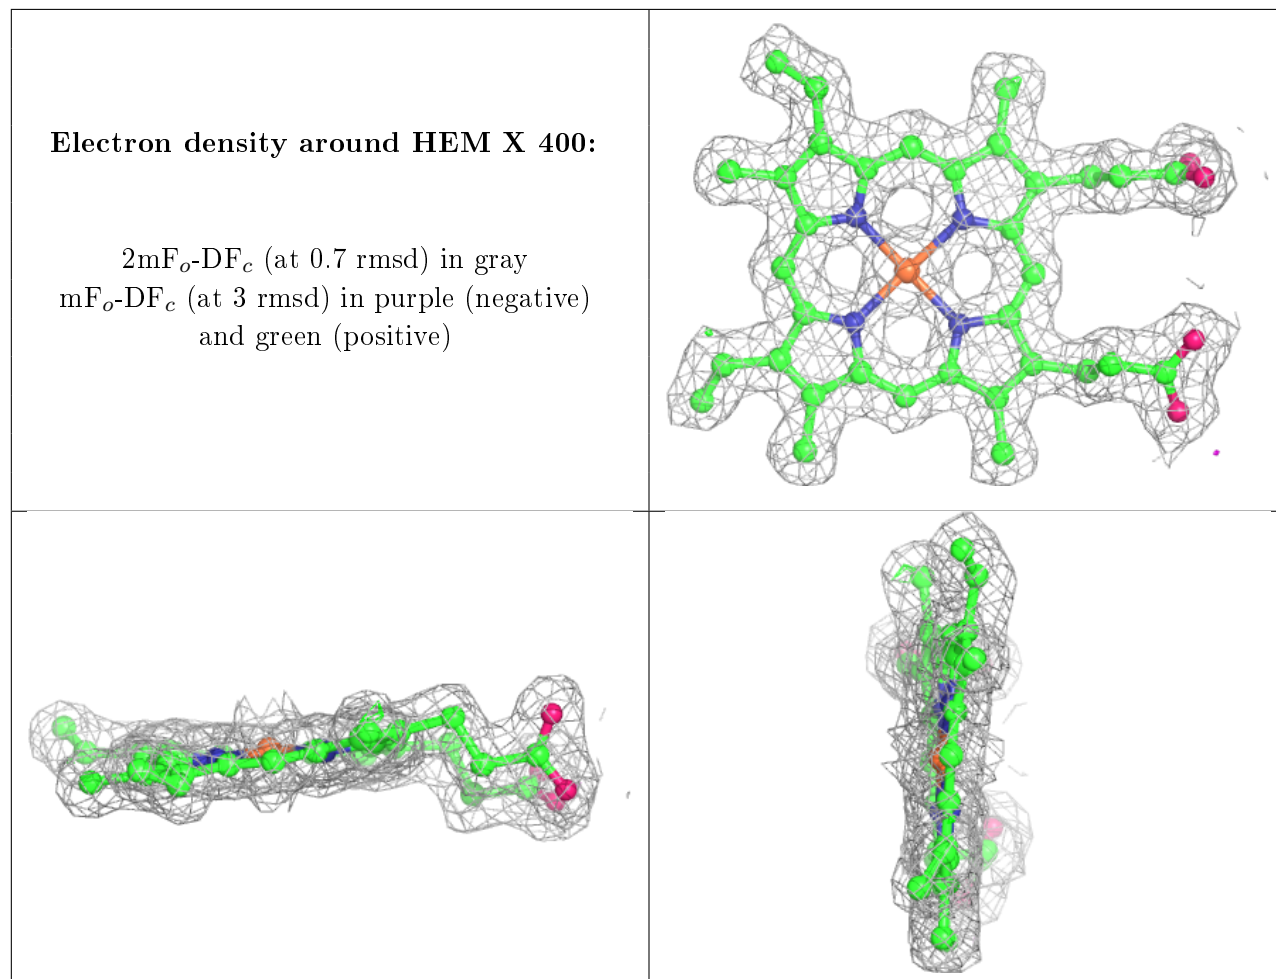 Electron density around HEM X 400:
2mFo-DFc (at 0.7 rmsd) in gray
mFo-DFc (at 3 rmsd) in purple (negative)
and green (positive)